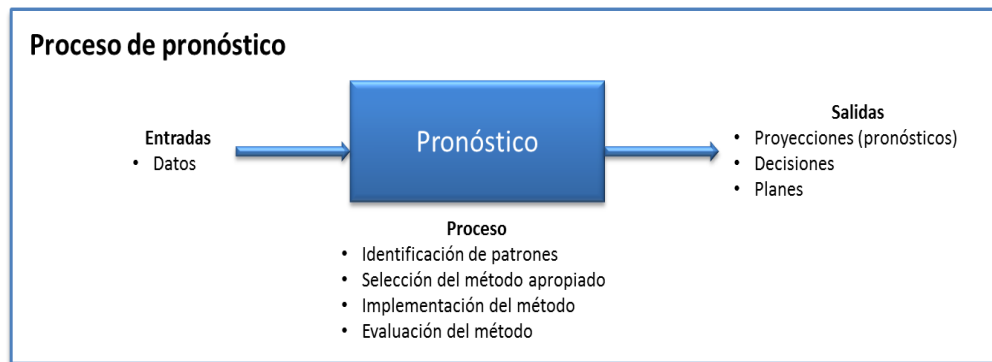 Proceso de pronóstico
Entradas
• Datos
Pronóstico
Proceso
• Identificación de patrones
• Selección del método apropiado
• Implementación del método
• Evaluación del método
Salidas
• Proyecciones (pronósticos)
• Decisiones
• Planes